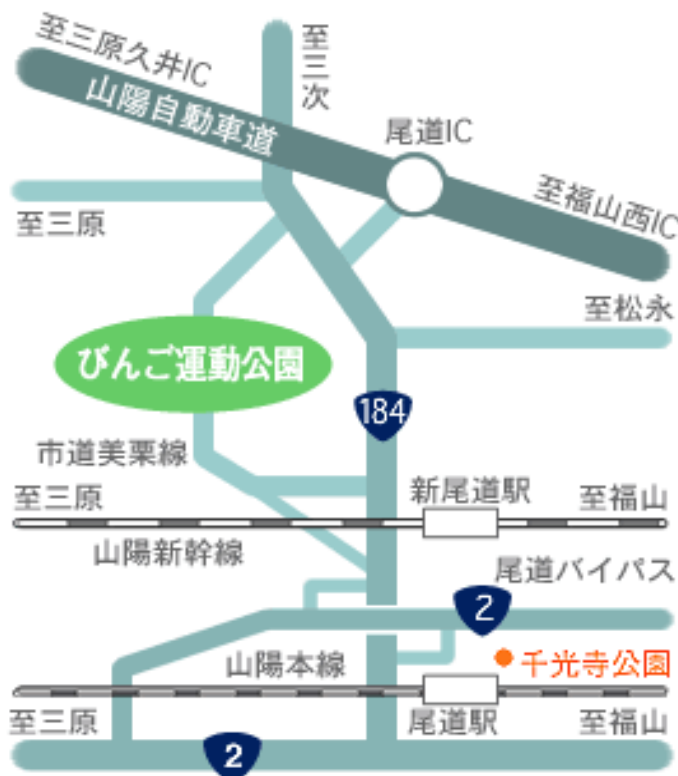 至三原久井IC
至三次
山陽自動車道
尾道IC
至福山西IC
至三原
至松永
びんご運動公園
184
市道美栗線
至三原
新尾道駅
至福山
山陽新幹線
尾道バイパス
2
山陽本線
千光寺公園
至三原
尾道駅
至福山
2